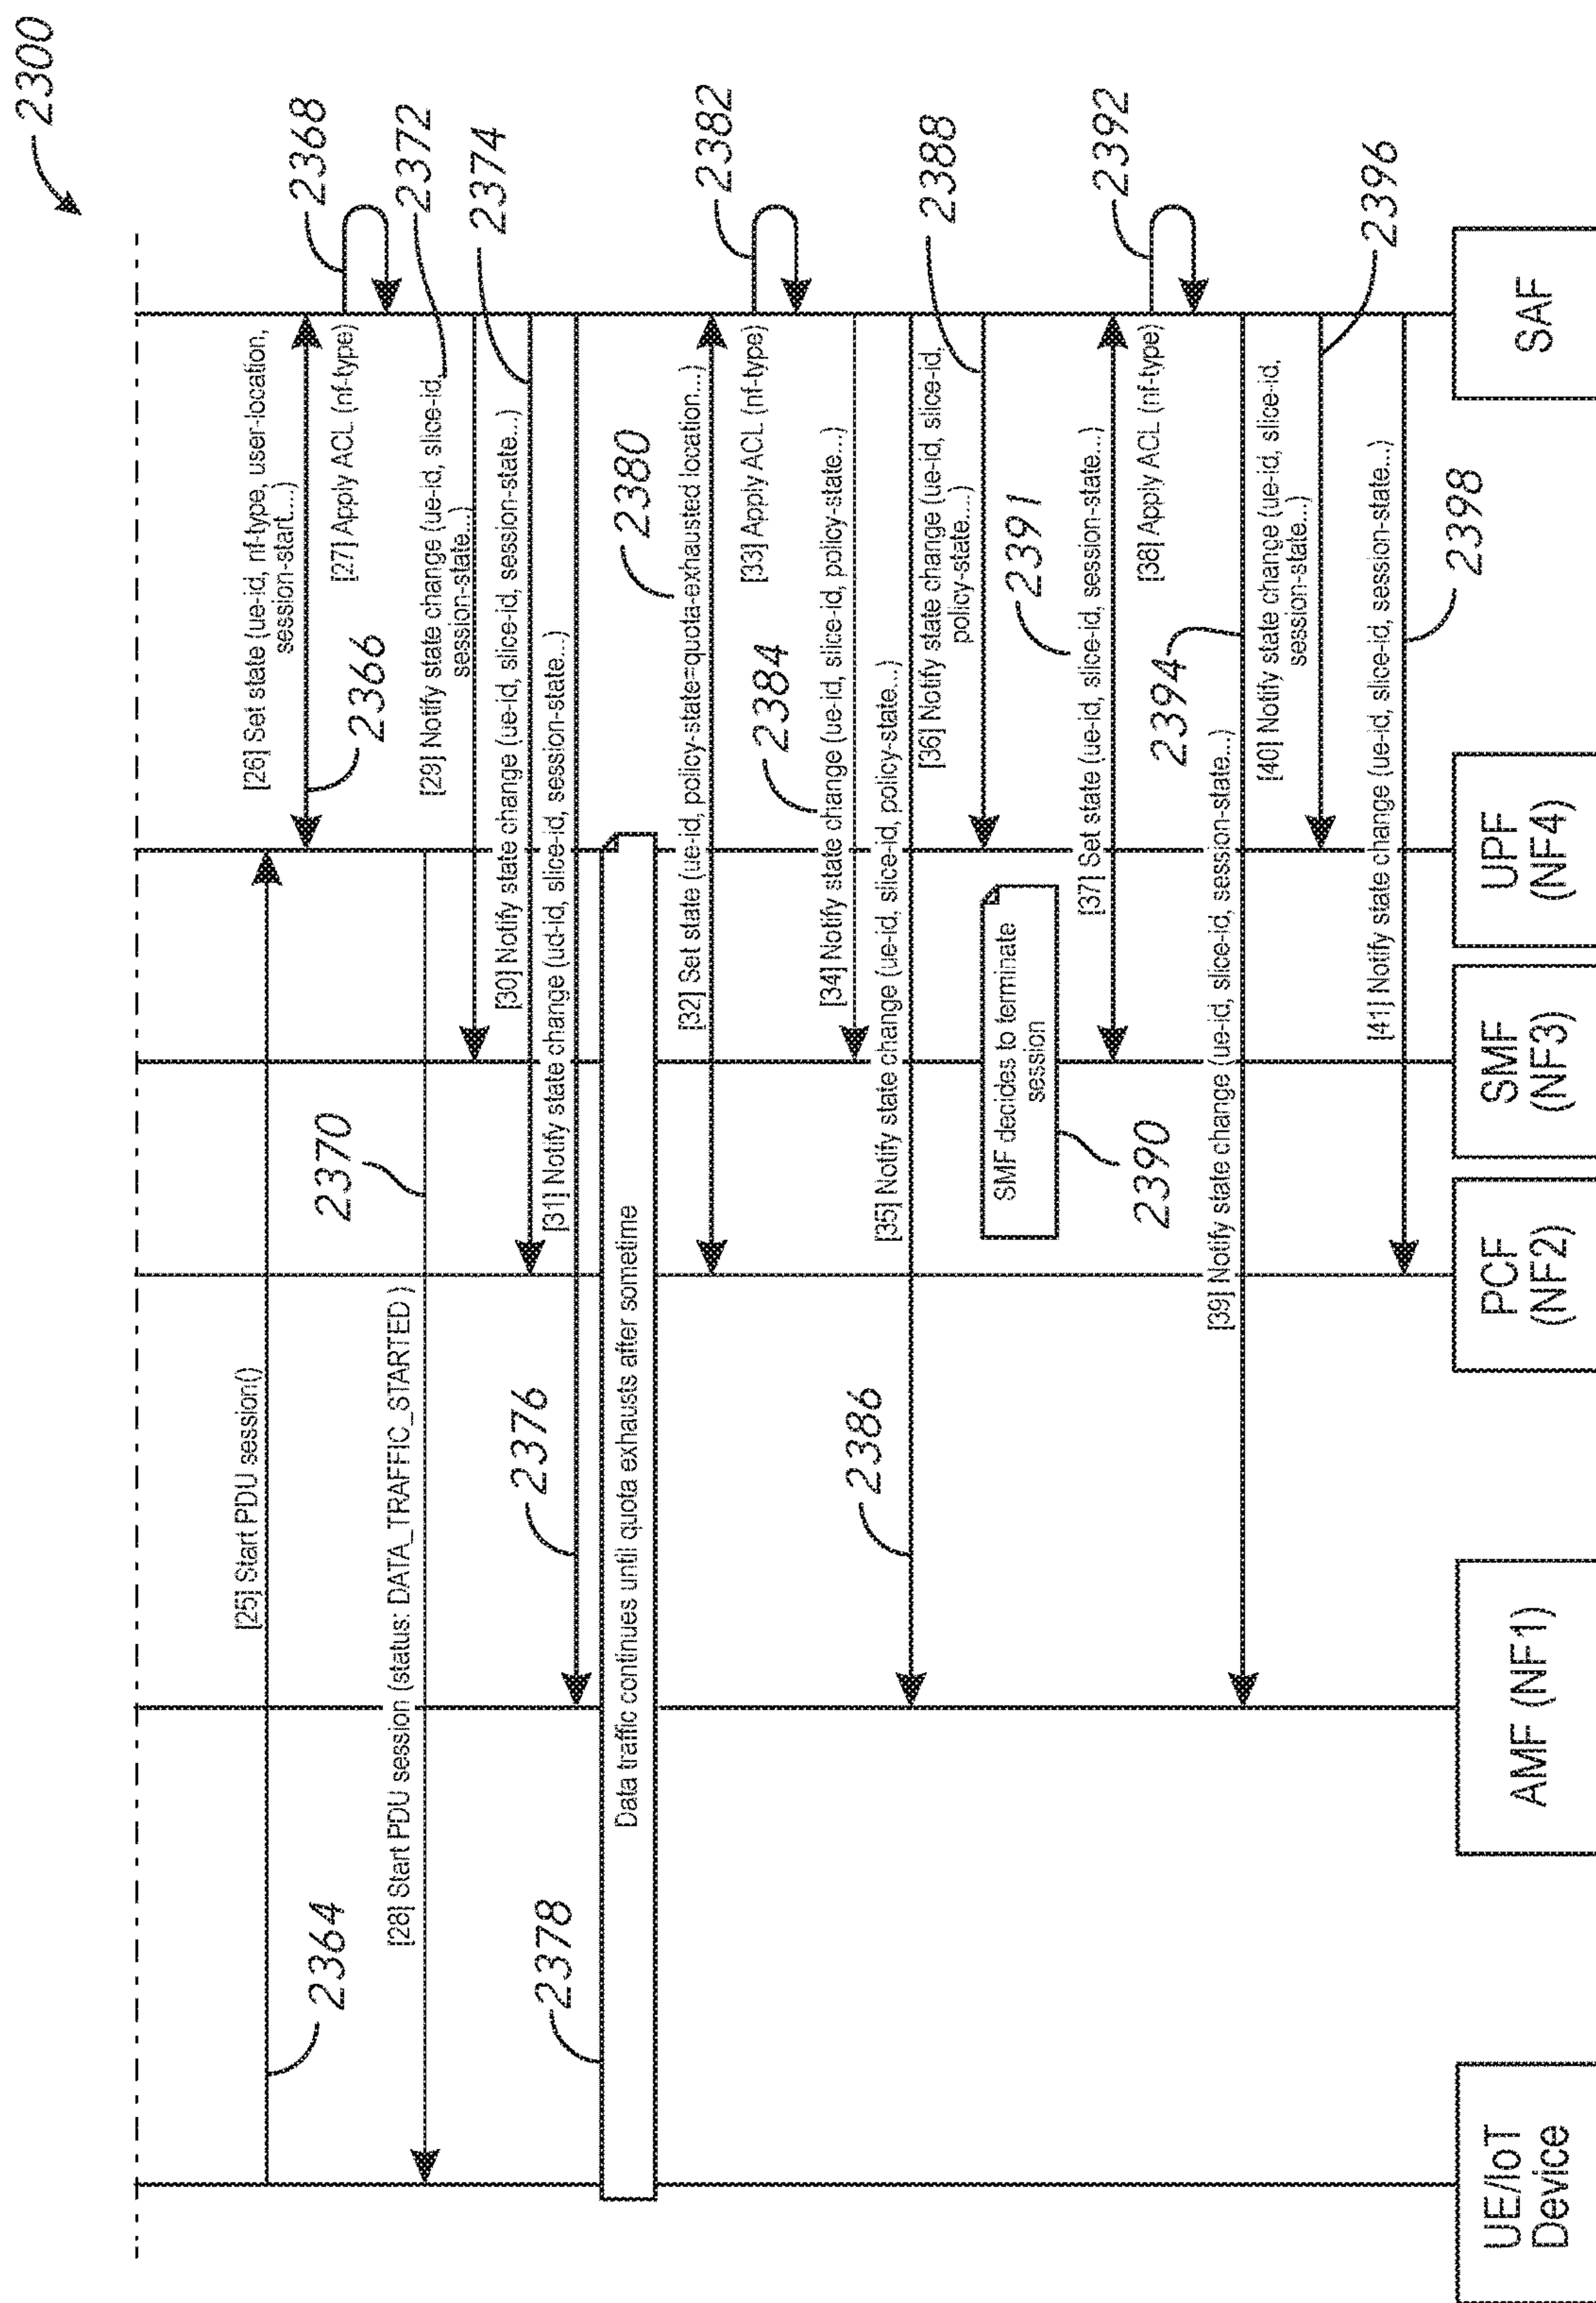 2300
[25] Start PDU session()
2364
[26] Set state (ue-id, nf-type, user-location,
session-start....)
2366
[27] Apply ACL (nf-type)
2368
[28] Start PDU session (status: DATA_TRAFFIC_STARTED )
2370
[29] Notify state change (ue-id, slice-id,
session-state...)
2372
[30] Notify state change (ue-id, slice-id, session-state...)
2374
[31] Notify state change (ud-id, slice-id, session-state...)
2376
Data traffic continues until quota exhausts after sometime
2378
[32] Set state (ue-id, policy-state=quota-exhausted location...)
2380
[33] Apply ACL (nf-type)
2382
[34] Notify state change (ue-id, slice-id, policy-state...)
2384
[35] Notify state change (ue-id, slice-id, policy-state...)
2386
[36] Notify state change (ue-id, slice-id,
policy-state....)
2388
SMF decides to terminate
session
2390
[37] Set state (ue-id, slice-id, session-state...)
2391
[38] Apply ACL (nf-type)
2392
[39] Notify state change (ue-id, slice-id, session-state...)
2394
[40] Notify state change (ue-id, slice-id,
session-state...)
2396
[41] Notify state change (ue-id, slice-id, session-state...)
2398
UE/IoT
Device
AMF (NF1)
PCF
(NF2)
SMF
(NF3)
UPF
(NF4)
SAF